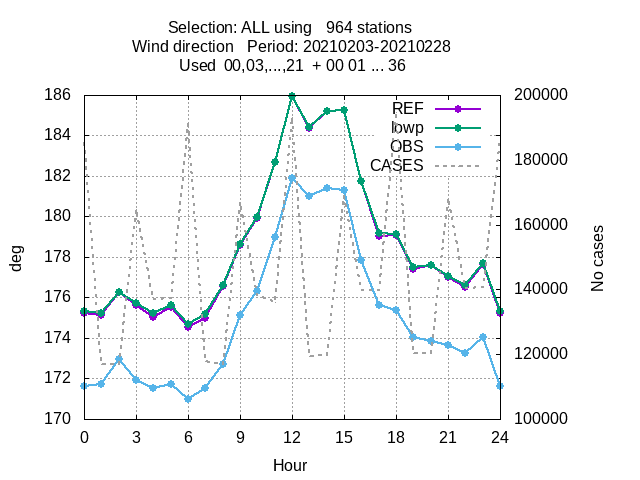 Selection: ALL using   964 stations
Wind direction   Period: 20210203-20210228
Used  00,03,...,21  + 00 01 ... 36
186
184
182
180
178
176
174
172
170
deg
200000
180000
160000
140000
120000
100000
No cases
REF
lowp
OBS
CASES
0 3 6 9 12 15 18 21 24
Hour